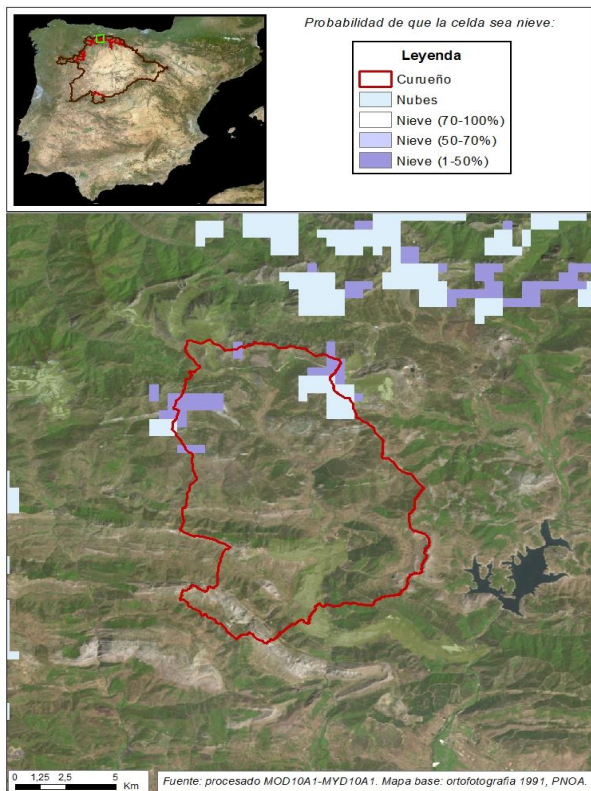 Probabilidad de que la celda sea nieve:
Leyenda
Curueño
Nubes
Nieve (70-100%)
Nieve (50-70%)
Nieve (1-50%)
0 1,25 2,5 5
Km
Fuente: procesado MOD10A1-MYD10A1. Mapa base: ortofotografía 1991, PNOA.